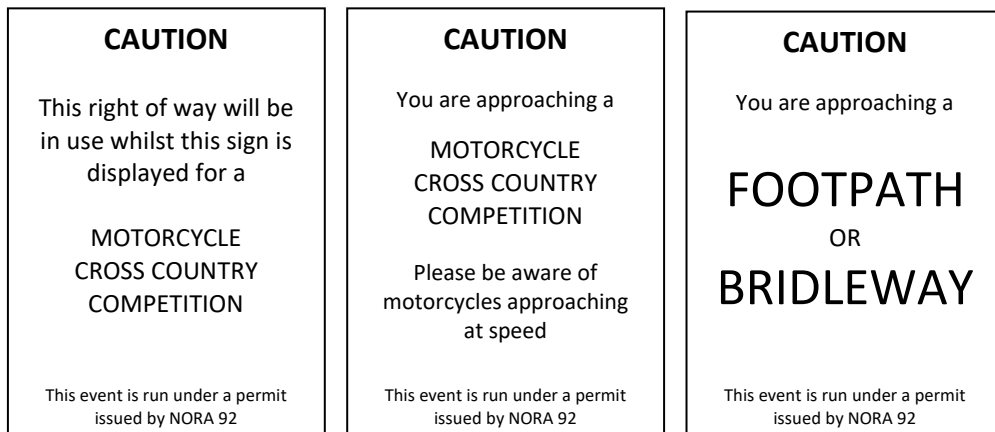 CAUTION
This right of way will be
in use whilst this sign is
displayed for a
MOTORCYCLE
CROSS COUNTRY
COMPETITION
This event is run under a permit
issued by NORA 92
CAUTION
You are approaching a
MOTORCYCLE
CROSS COUNTRY
COMPETITION
Please be aware of
motorcycles approaching
at speed
This event is run under a permit
issued by NORA 92
CAUTION
You are approaching a
FOOTPATH
OR
BRIDLEWAY
This event is run under a permit
issued by NORA 92